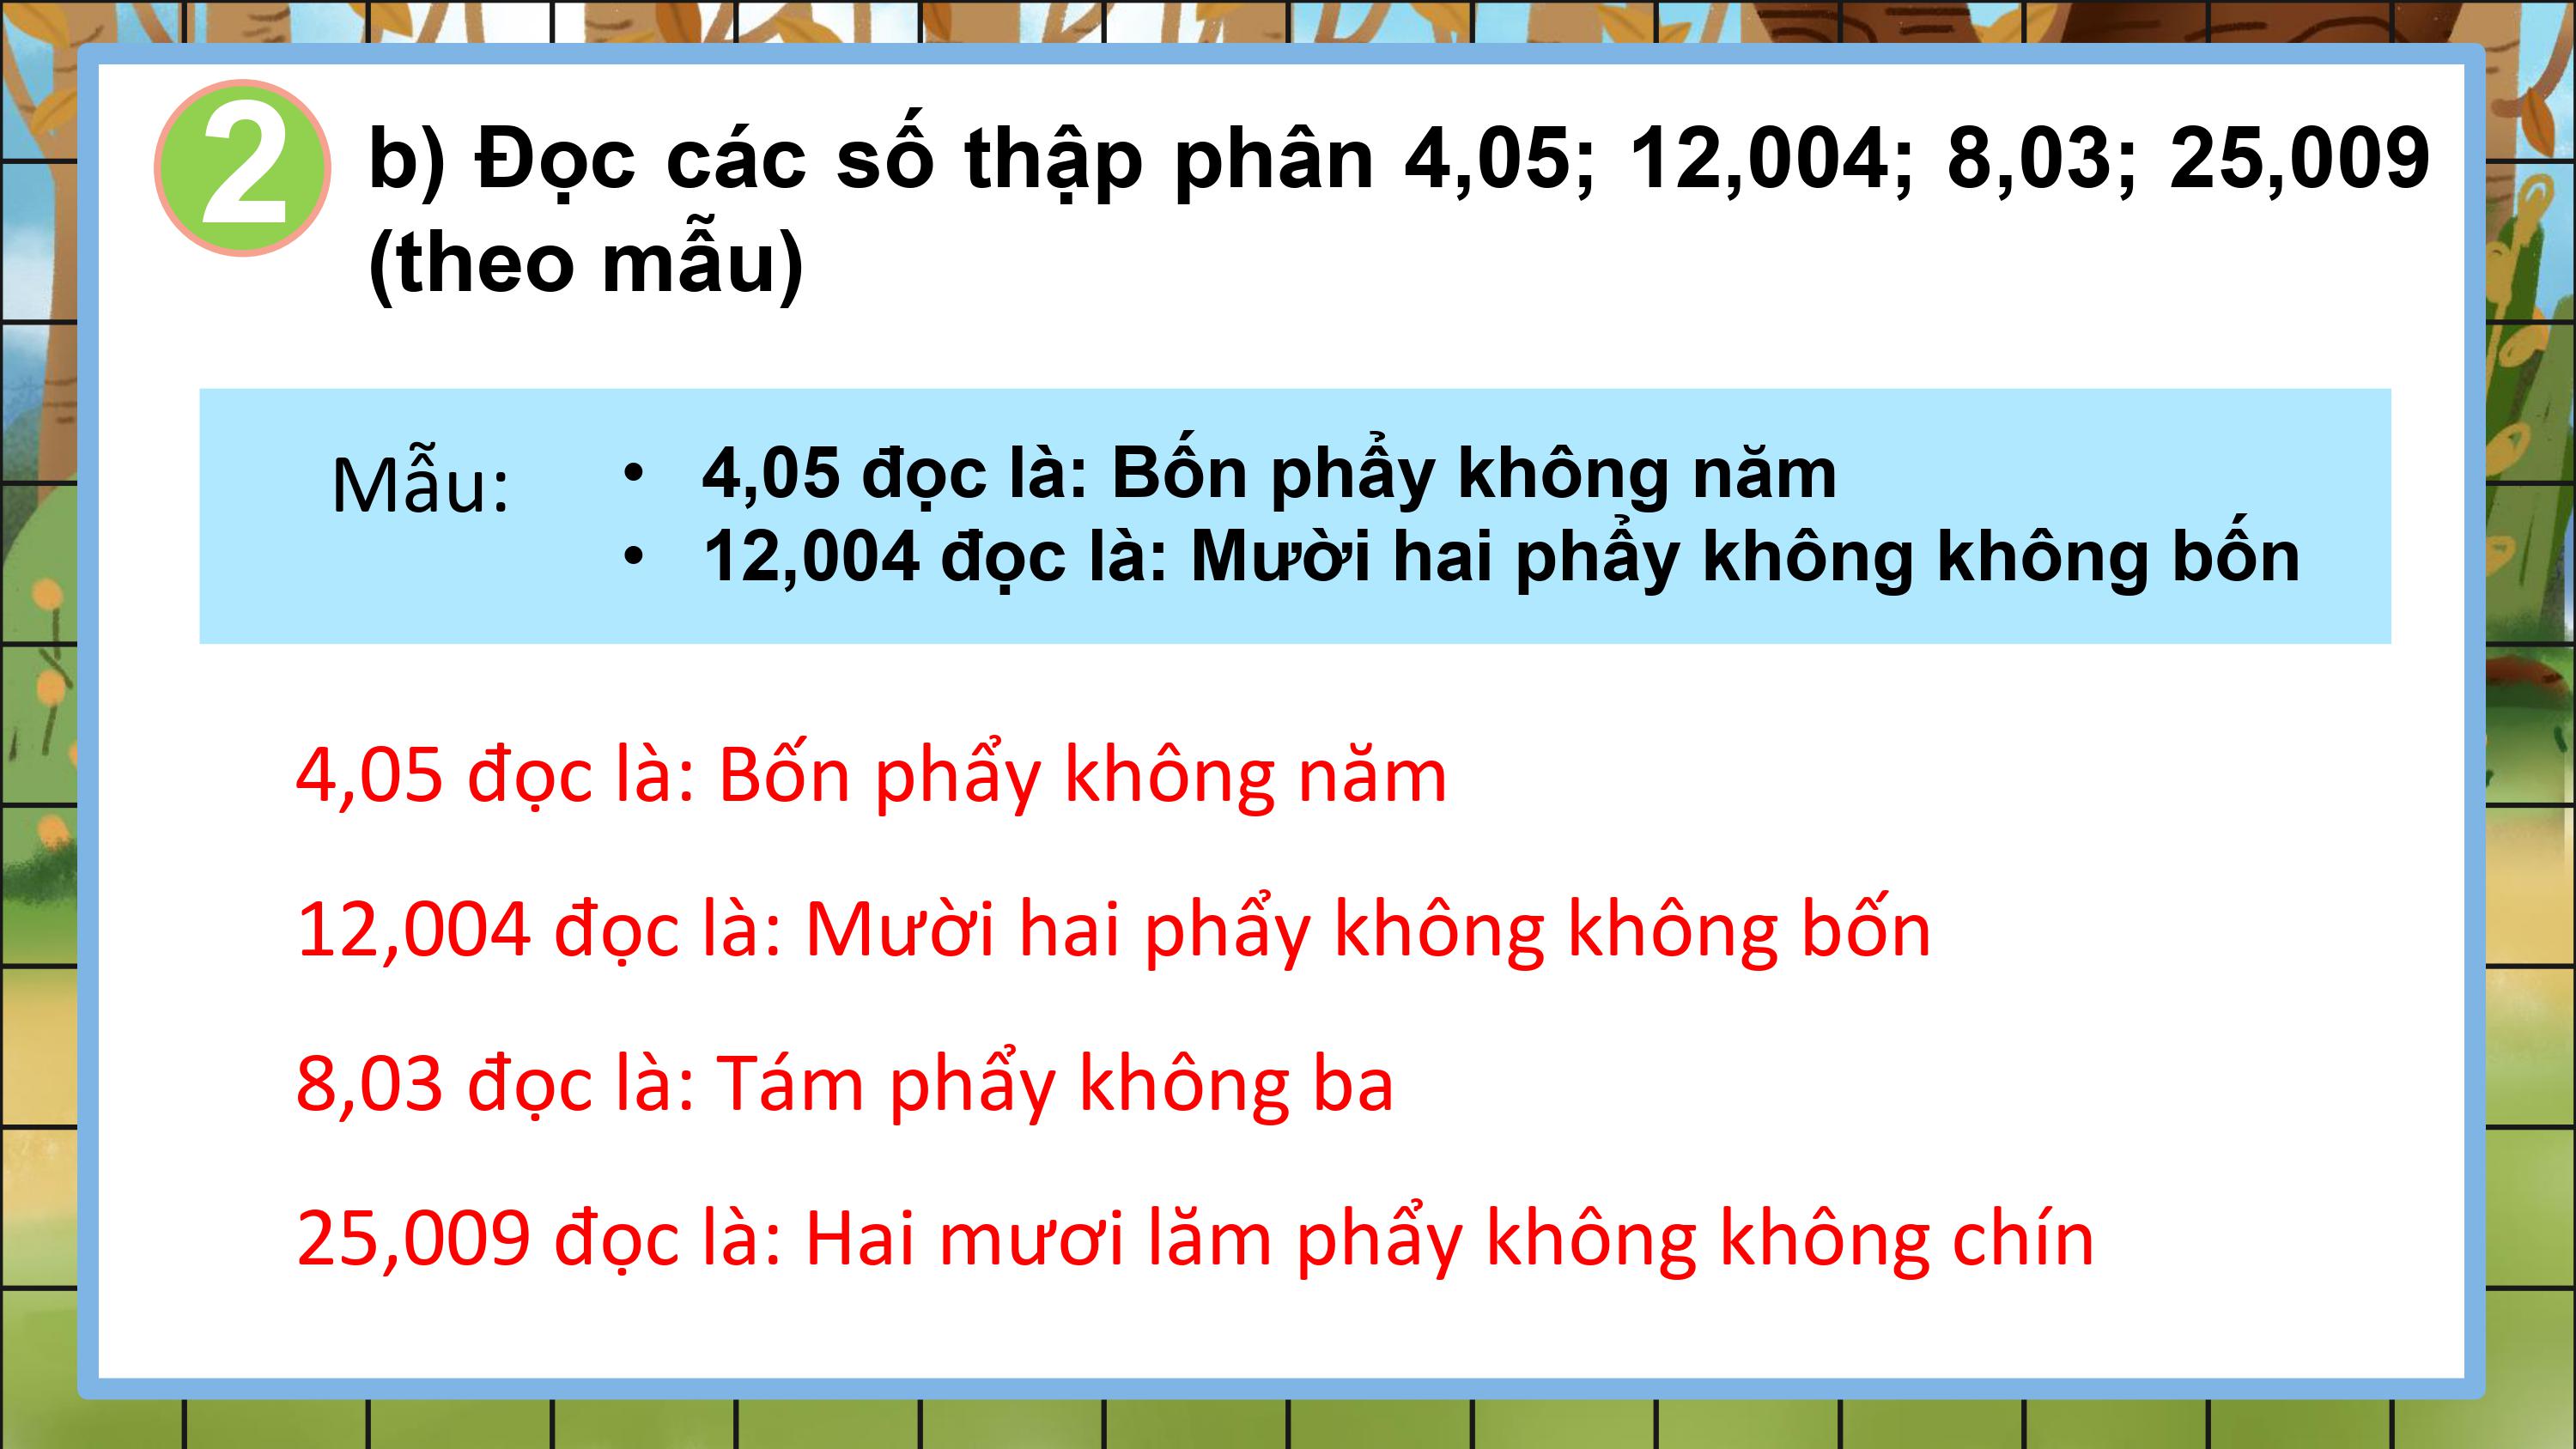 2
b) Đọc các số thập phân 4,05; 12,004; 8,03; 25,009
(theo mẫu)
Mẫu:
• 4,05 đọc là: Bốn phẩy không năm
• 12,004 đọc là: Mười hai phẩy không không bốn
4,05 đọc là: Bốn phẩy không năm
12,004 đọc là: Mười hai phẩy không không bốn
8,03 đọc là: Tám phẩy không ba
25,009 đọc là: Hai mươi lăm phẩy không không chín